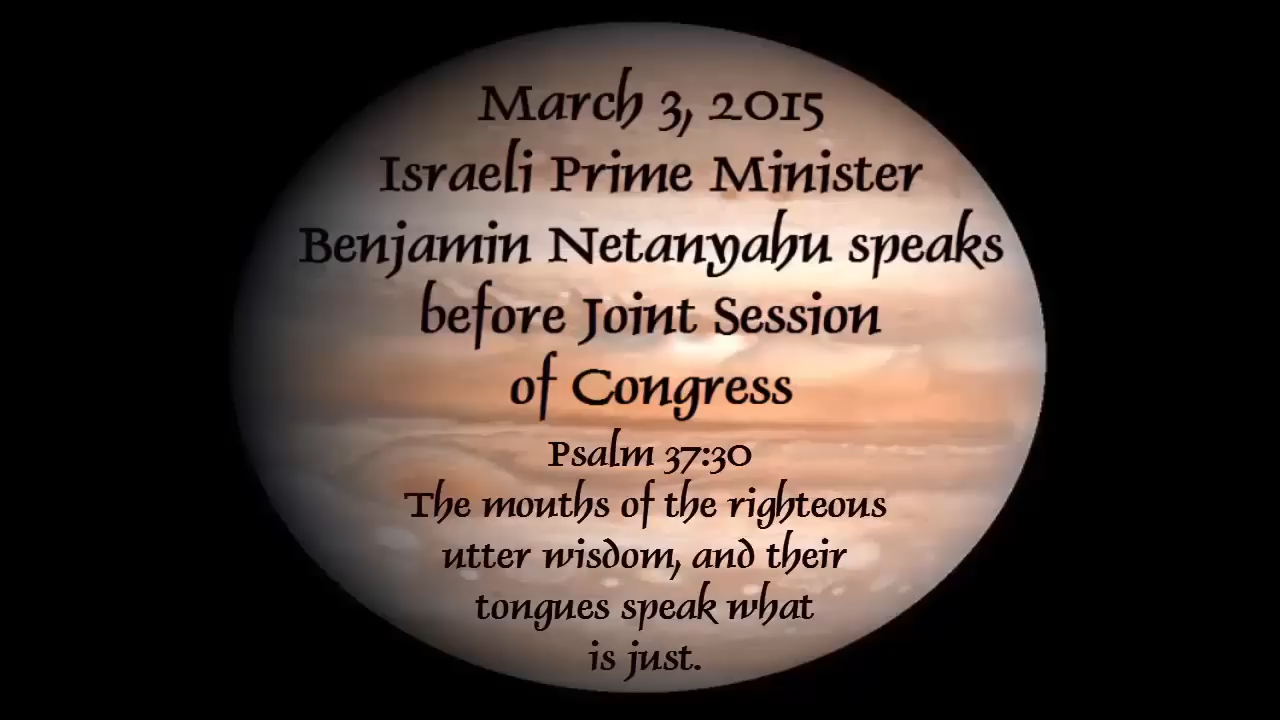 March 3, 2015
Israeli Prime Minister
Benjamin Netanyahu speaks
before Joint Session
of Congress
Psalm 37:30
The mouths of the righteous
utter wisdom, and their
tongues speak what
is just.